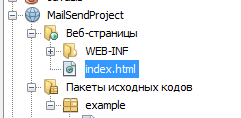 MailSendProject
Веб-страницы
WEB-INF
index.html
Пакеты исходных кодов
example